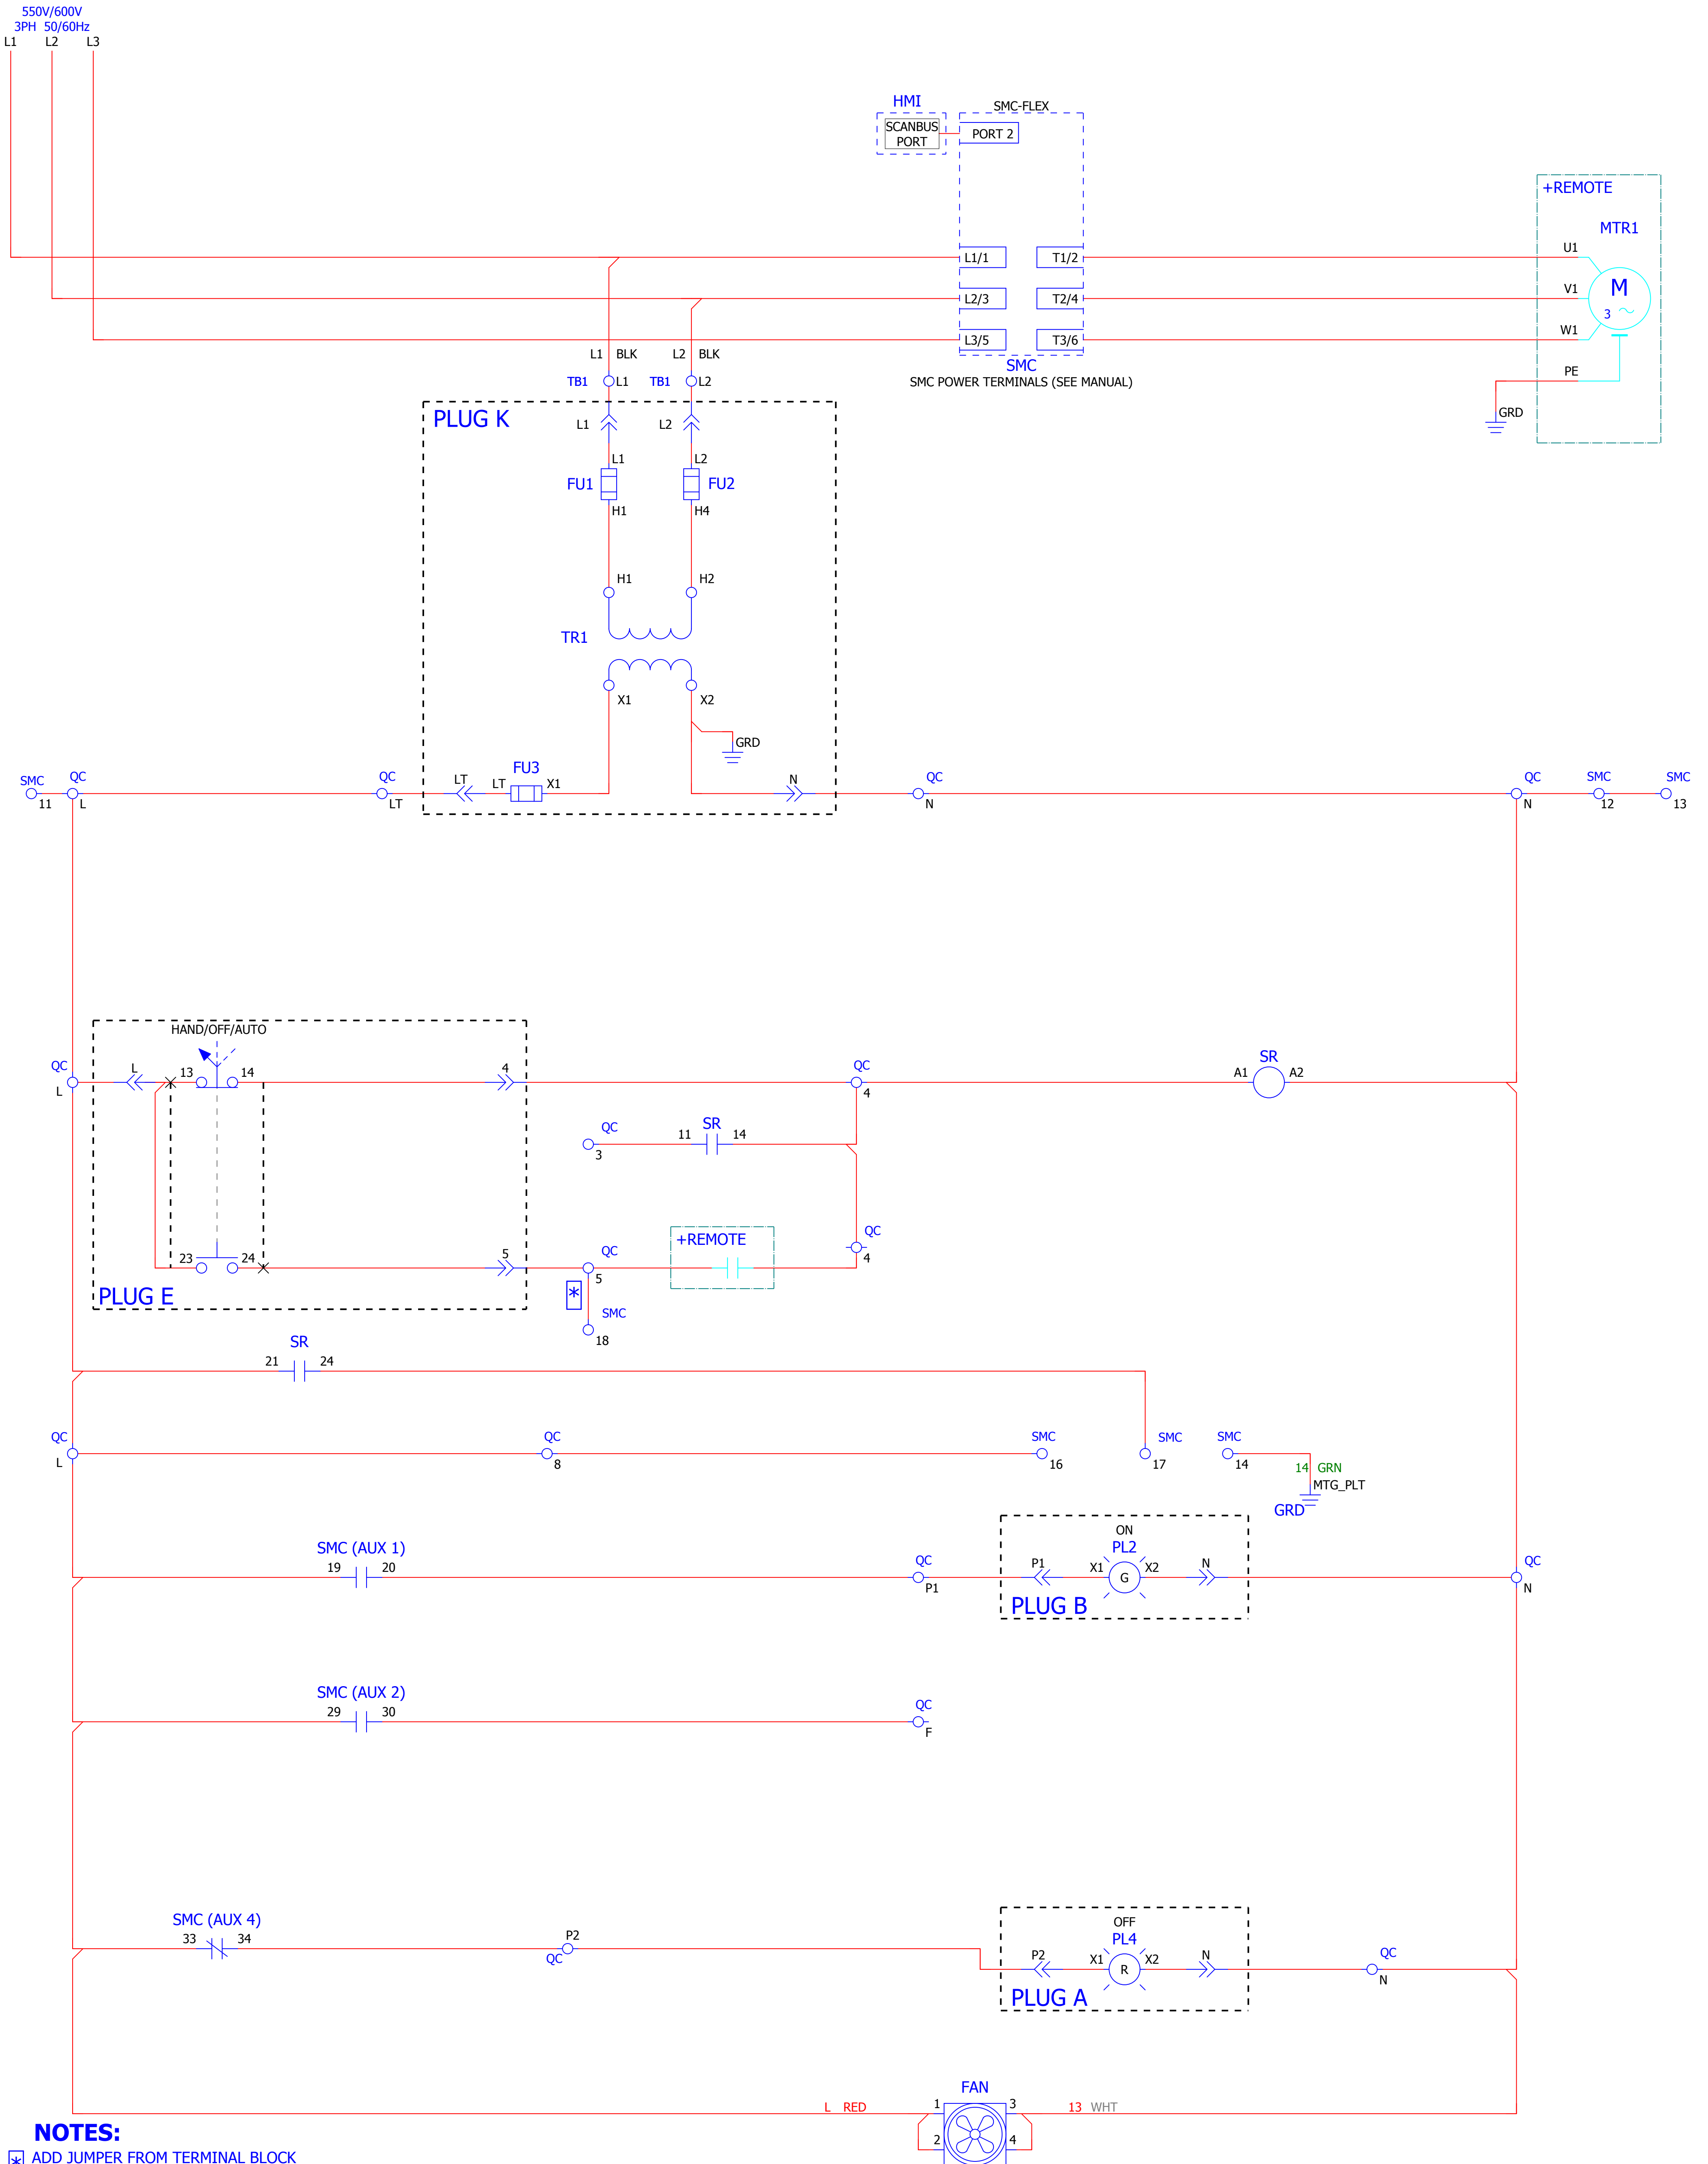 550V/600V
3PH 50/60Hz
L1 L2 L3
HMI
SMC-FLEX
SCANBUS
PORT
PORT 2
+REMOTE
MTR1
U1
L1/1 T1/2
V1
M
3
L2/3 T2/4
W1
L3/5 T3/6
SMC
SMC POWER TERMINALS (SEE MANUAL)
PE
GRD
L1 BLK L2 BLK
TB1 L1 TB1 L2
PLUG K
L1 L2
L1 L2
FU1 FU2
H1 H4
H1 H2
TR1
X1 X2
GRD
SMC QC QC LT LT FU3 X1 N QC QC SMC SMC
11 L LT N N 12 13
HAND/OFF/AUTO
QC L 13 14 4 QC SR
L 4 A1 A2
QC SR
3 11 14
QC
4
+REMOTE
23 24 5 QC
5
PLUG E
*
SMC
18
SR
21 24
QC QC SMC SMC SMC
L 8 16 17 14
14 GRN
MTG_PLT
GRD
ON
SMC (AUX 1) PL2
19 20 QC P1 X1 G X2 N QC
P1 N
PLUG B
SMC (AUX 2)
29 30 QC
F
OFF
SMC (AUX 4) PL4
33 34 P2 P2 X1 R X2 N QC
QC N
PLUG A
FAN
L RED 1 3 13 WHT
2 4
NOTES:
* ADD JUMPER FROM TERMINAL BLOCK